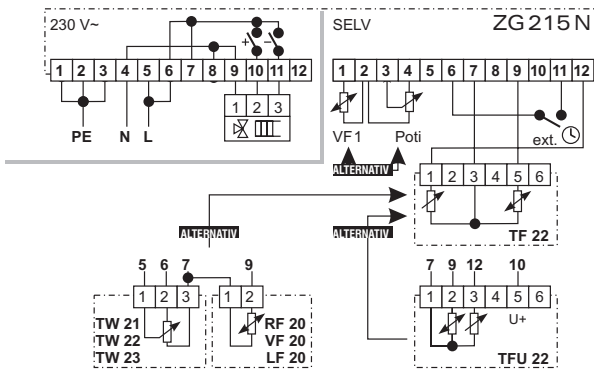 230 V~ SELV ZG 215 N
+ −
1 2 3 4 5 6 7 8 9 10 11 12 1 2 3 4 5 6 7 8 9 10 11 12
1 2 3
PE N L VF1 Poti ext.
ALTERNATIV
1 2 3 4 5 6
TF 22
ALTERNATIV ALTERNATIV
5 6 7 9 7 9 12 10
1 2 3 1 2 1 2 3 4 5 6
U+
TW 21 RF 20
TW 22 VF 20
TW 23 LF 20 TFU 22